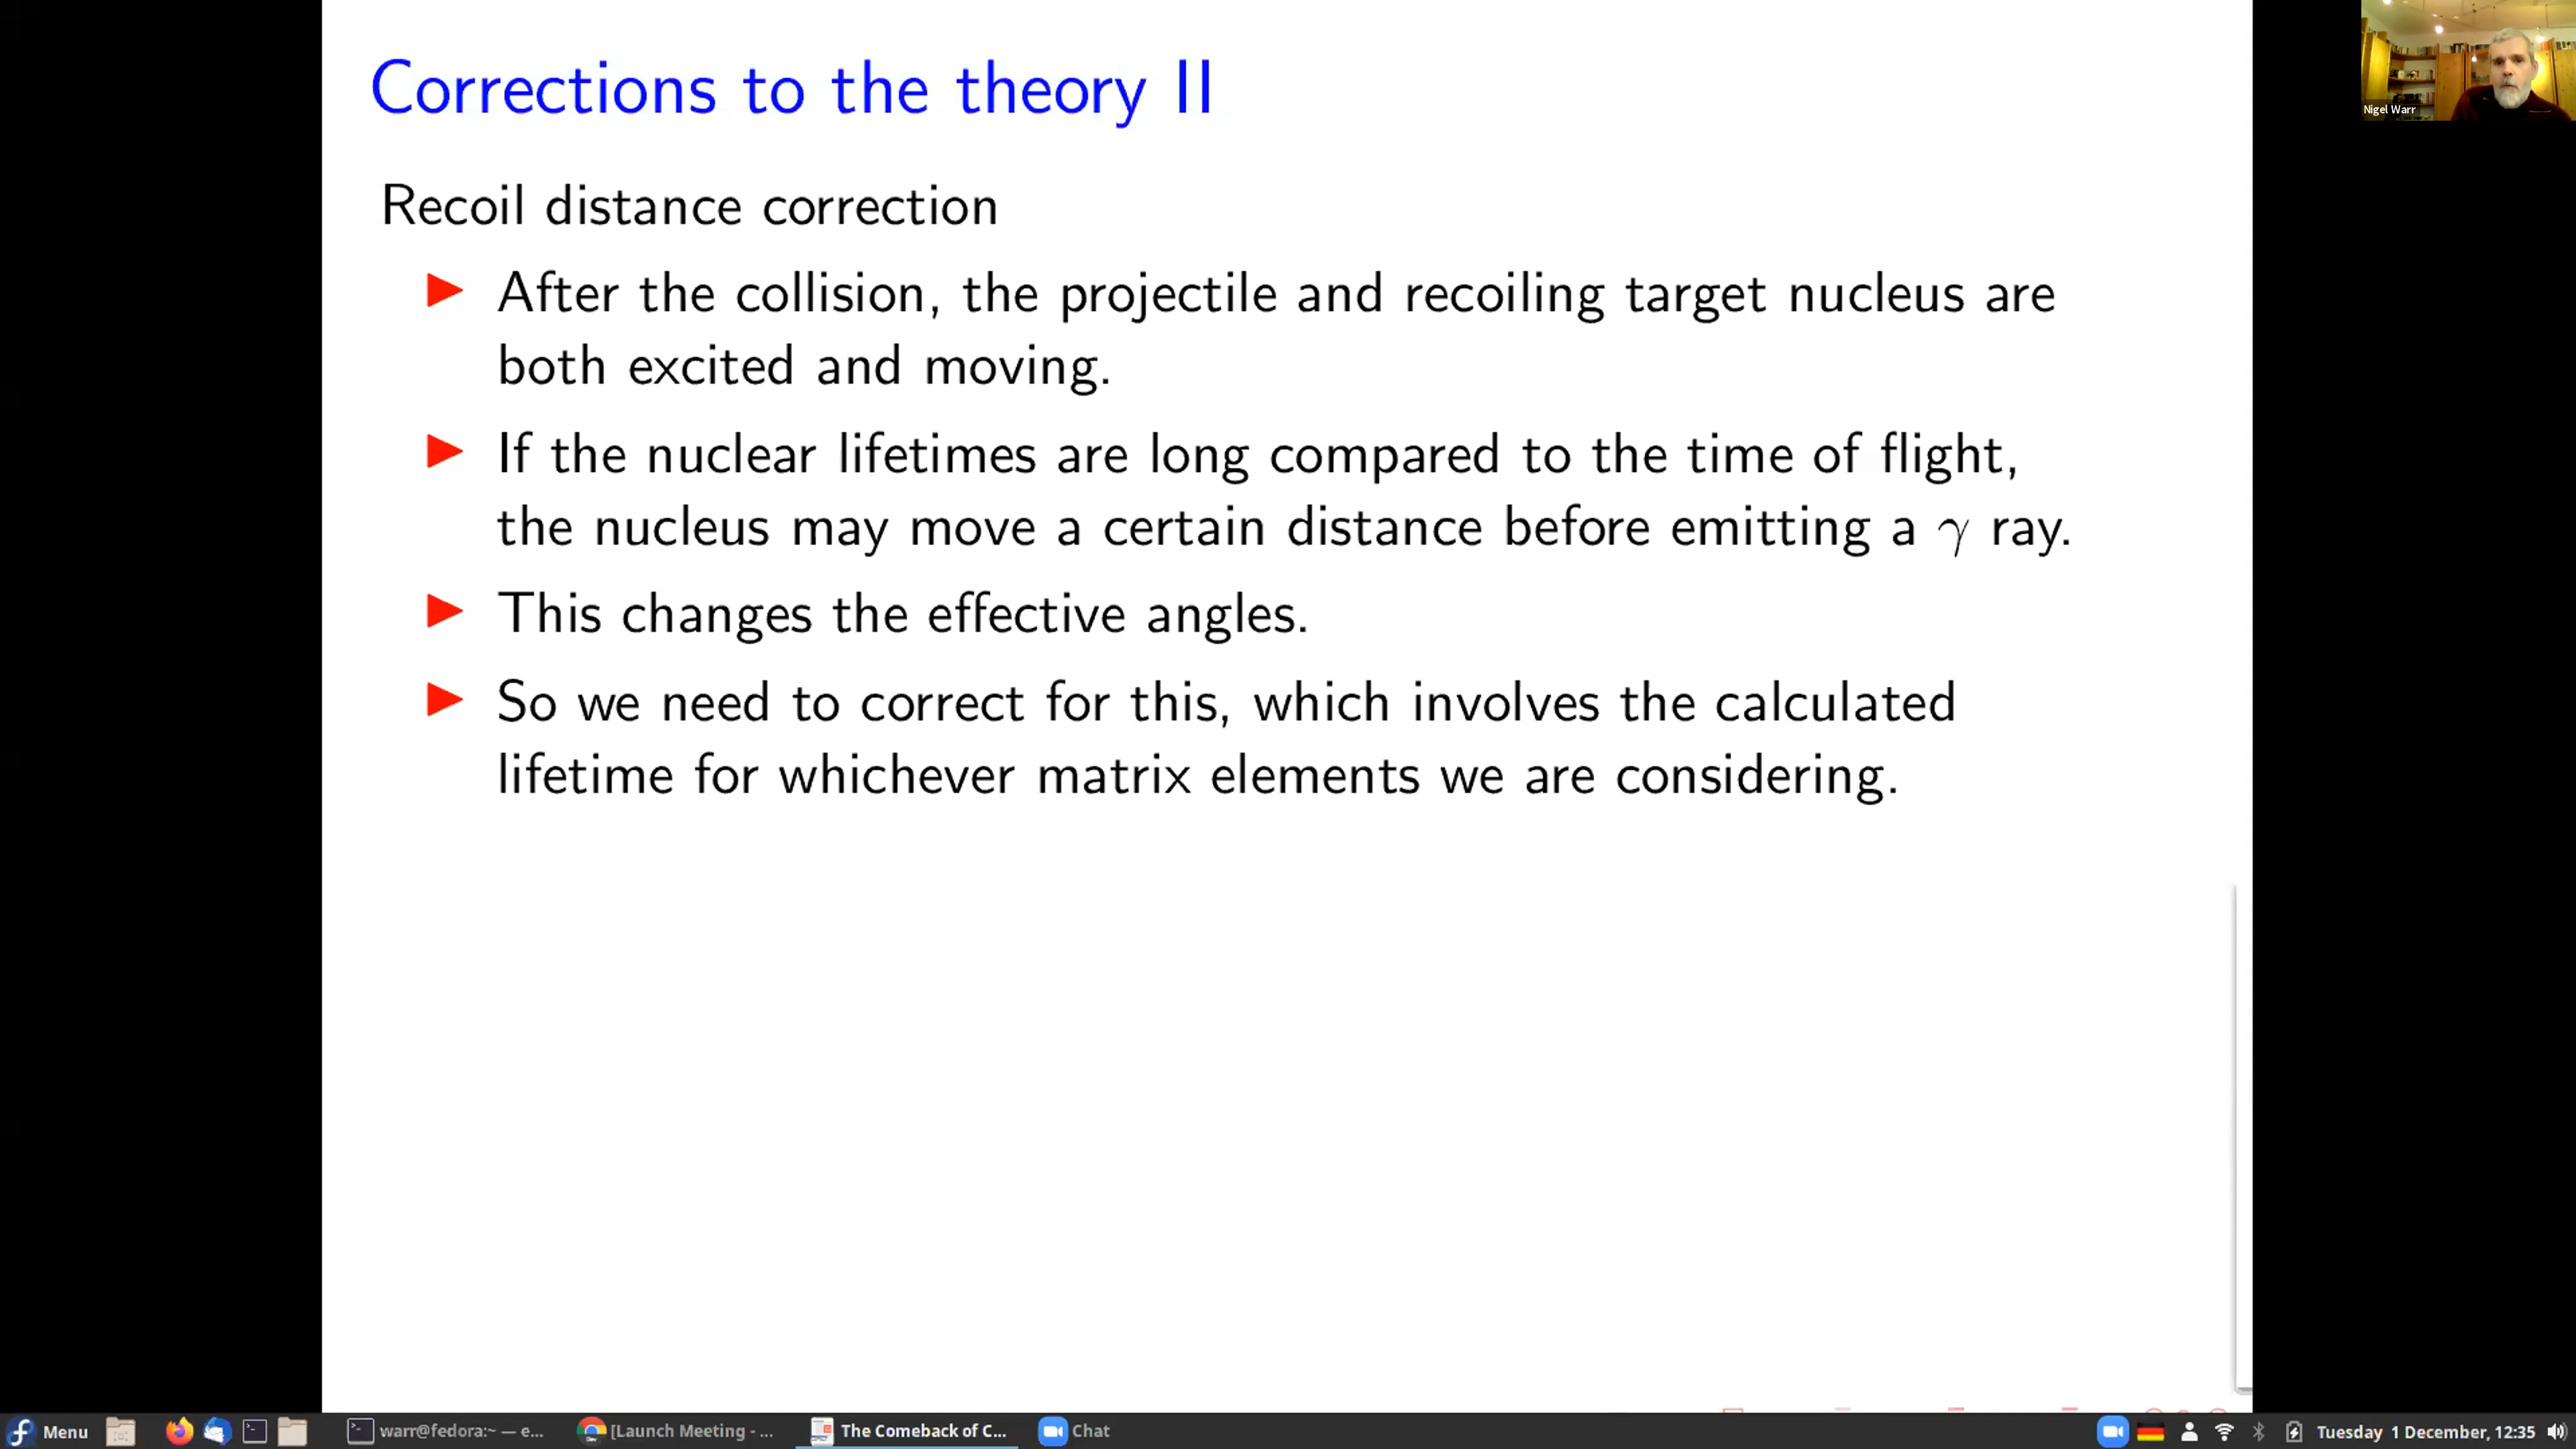 Corrections to the theory II
Nigel Warr
Recoil distance correction
After the collision, the projectile and recoiling target nucleus are
both excited and moving.
If the nuclear lifetimes are long compared to the time of flight,
the nucleus may move a certain distance before emitting a γ ray.
This changes the effective angles.
So we need to correct for this, which involves the calculated
lifetime for whichever matrix elements we are considering.
Menu
warr@fedora:~ — e...
[Launch Meeting - ...
The Comeback of C...
Chat
Tuesday 1 December, 12:35